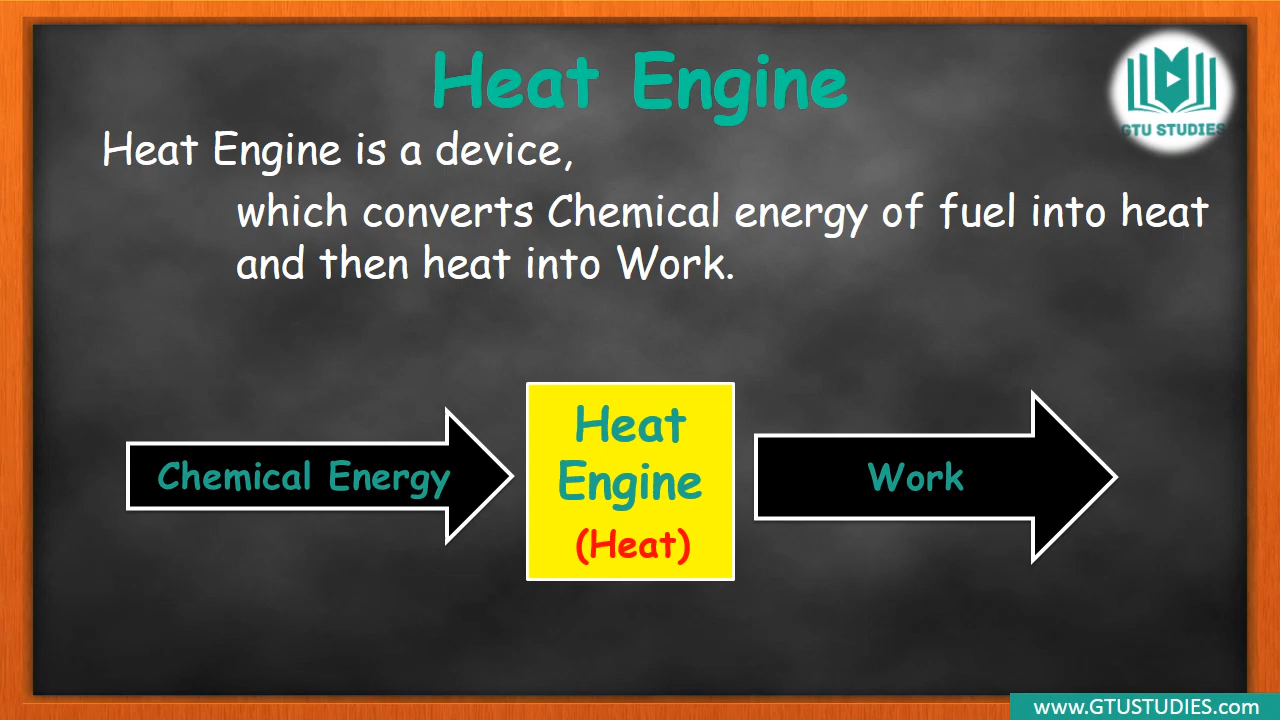 Heat Engine
GTU STUDIES
Heat Engine is a device,
which converts Chemical energy of fuel into heat
and then heat into Work.
Chemical Energy
Heat
Engine
(Heat)
Work
www.GTUSTUDIES.com